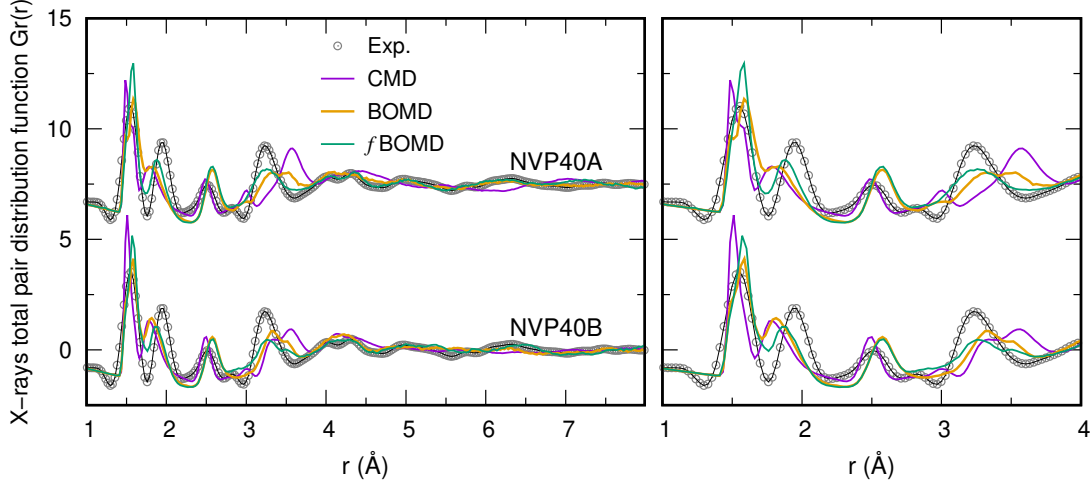 X−rays total pair distribution function Gr(r)
15
10
5
0
Exp.
CMD
BOMD
f BOMD
NVP40A
NVP40B
1 2 3 4 5 6 7
1 2 3 4
r (Å)
r (Å)